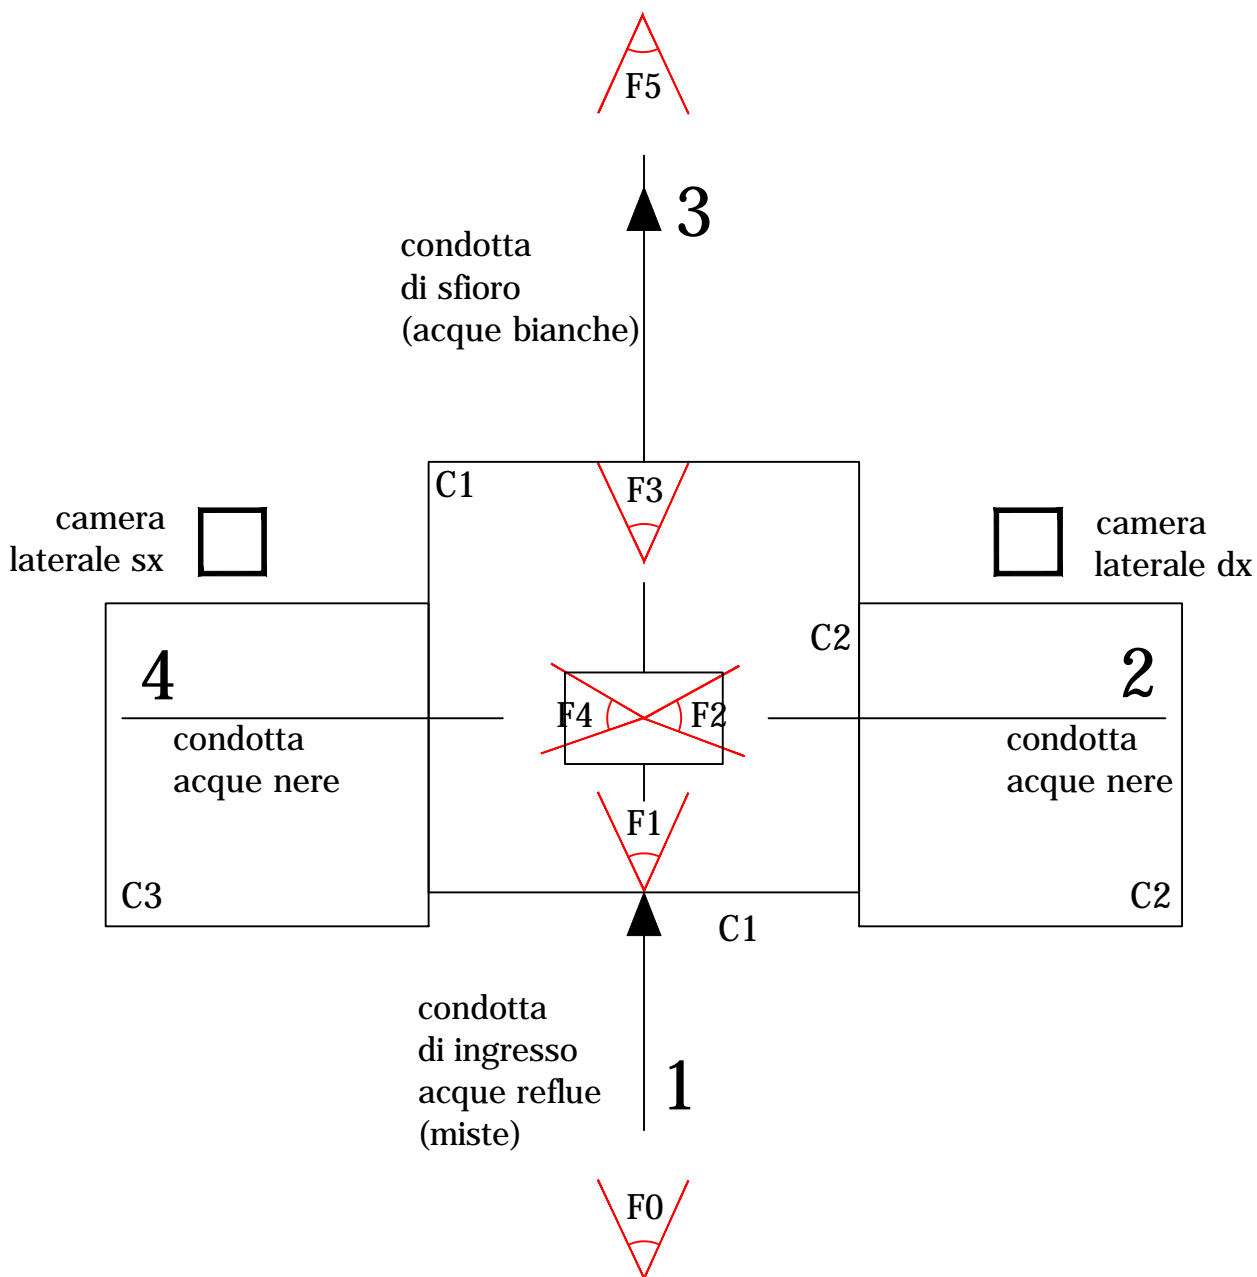 F5
3
condotta
di sfioro
(acque bianche)
C1
F3
camera
laterale sx
camera
laterale dx
C2
4
2
F4
F2
condotta
acque nere
condotta
acque nere
F1
C3
C2
C1
condotta
di ingresso
acque reflue
(miste)
1
F0